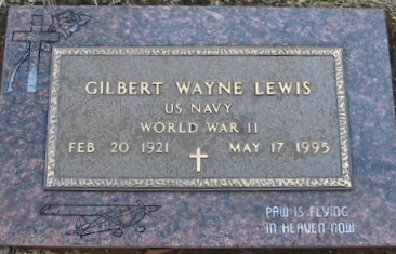 GILBERT WAYNE LEWIS
US NAVY
WORLD WAR II
FEB 20 1921 MAY 17 1995
PAW IS FLYING
IN HEAVEN NOW